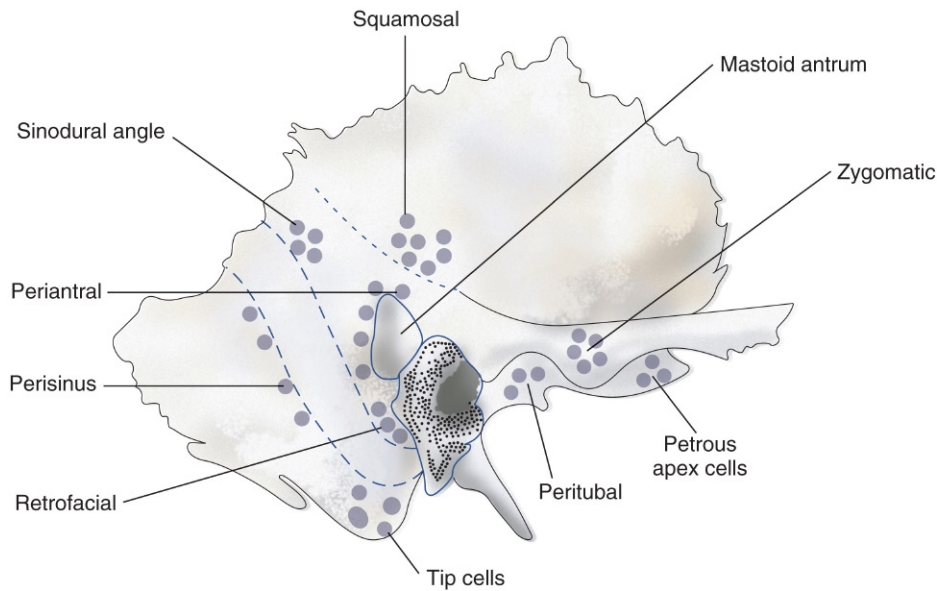 Squamosal
Mastoid antrum
Sinodural angle
Zygomatic
Periantral
Perisinus
Petrous
apex cells
Peritubal
Retrofacial
Tip cells